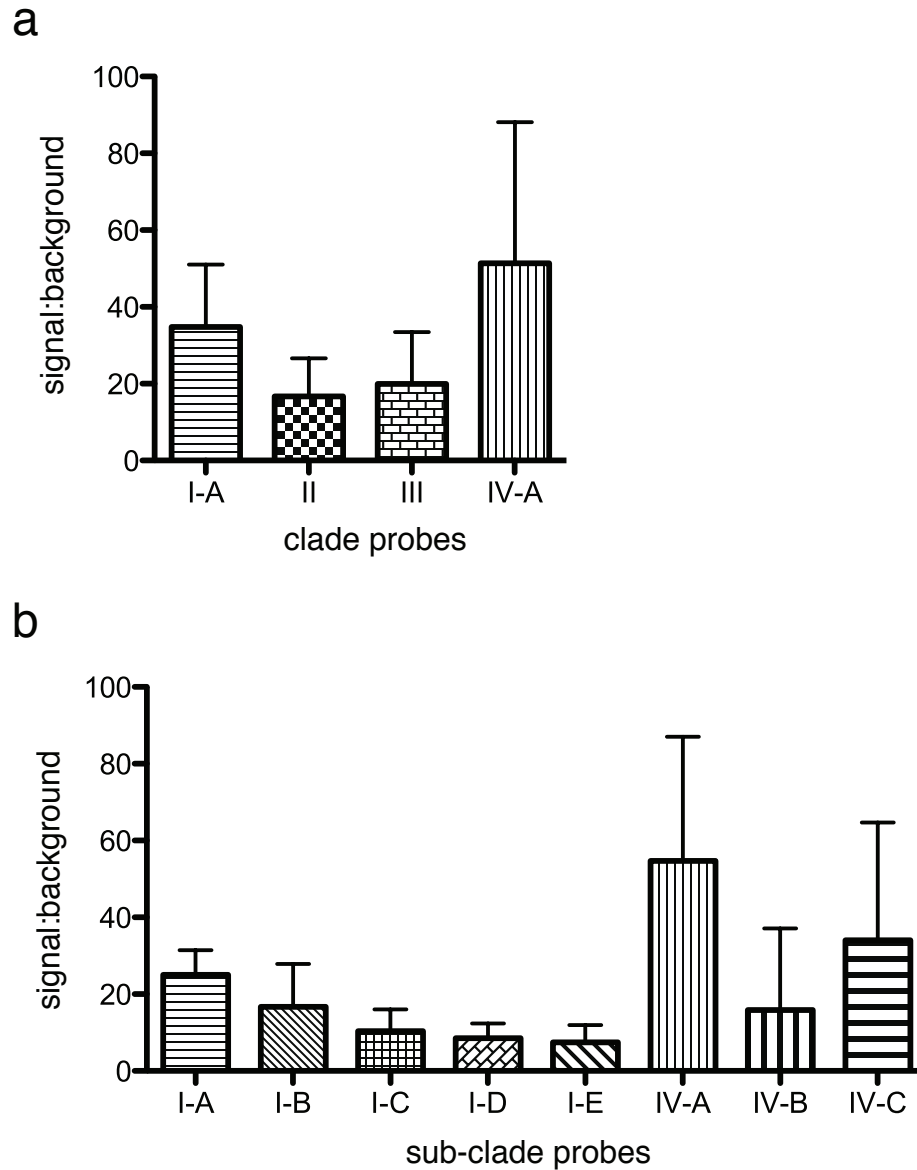 a
100
80
60
40
20
0
signal:background
I-A II III IV-A
clade probes
b
100
80
60
40
20
0
signal:background
I-A I-B I-C I-D I-E IV-A IV-B IV-C
sub-clade probes